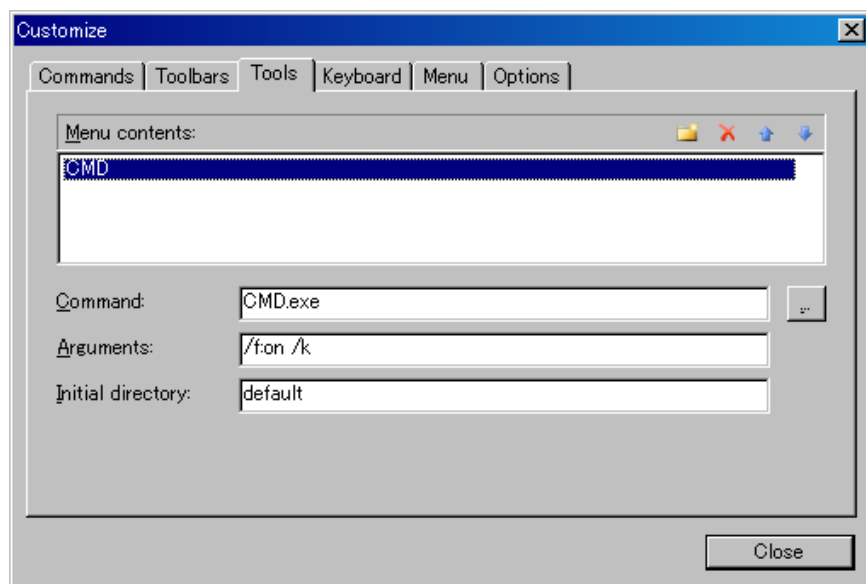 Customize
Commands Toolbars Tools Keyboard Menu Options
Menu contents:
CMD
Command: CMD.exe ...
Arguments: /f:on /k
Initial directory: default
Close